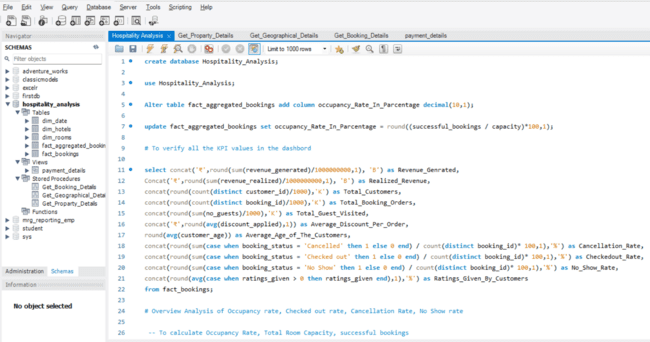 File Edit View Query Database Server Tools Scripting Help
Navigator
SCHEMAS
Filter objects
adventure_works
classicmodels
excelr
firstdb
hospitality_analysis
Tables
dim_date
dim_hotels
dim_rooms
fact_aggregated_booking
fact_bookings
Views
payment_details
Stored Procedures
Get_Booking_Details
Get_Geographical_Details
Get_Property_Details
Functions
mrg_reporting_emp
student
sys
Administration Schemas
Information
No object selected
Hospitality Analysis Get_Property_Details Get_Geographical_Details Get_Booking_Details payment_details
Limit to 1000 rows
1 create database Hospitality_Analysis;
2
3 use Hospitality_Analysis;
4
5 Alter table fact_aggregated_bookings add column occupancy_Rate_In_Parcentage decimal(10,1);
6
7 update fact_aggregated_bookings set occupancy_Rate_In_Parcentage = round((successful_bookings / capacity)*100,1);
8
9 # To verify all the KPI values in the dashbord
10
11 select concat('₹',round(sum(revenue_generated)/1000000000,1), 'B') as Revenue_Genrated,
12 Concat('₹',round(sum(revenue_realized)/1000000000,1), 'B') as Realized_Revenue,
13 concat(round(count(distinct customer_id)/1000),'K') as Total_Customers,
14 concat(round(count(distinct booking_id)/1000),'K') as Total_Booking_Orders,
15 concat(round(sum(no_guests)/1000),'K') as Total_Guest_Visited,
16 concat('₹',round(avg(discount_applied),1)) as Average_Discount_Per_Order,
17 round(avg(customer_age)) as Average_Age_of_The_Customers,
18 concat(round(sum(case when booking_status = 'Cancelled' then 1 else 0 end) / count(distinct booking_id)* 100,1),'%') as Cancellation_Rate,
19 concat(round(sum(case when booking_status = 'Checked out' then 1 else 0 end) / count(distinct booking_id)* 100,1),'%') as Checkedout_Rate,
20 concat(round(sum(case when booking_status = 'No Show' then 1 else 0 end) / count(distinct booking_id)* 100,1),'%') as No_Show_Rate,
21 concat(round(avg(case when ratings_given > 0 then ratings_given end),1),'%') as Ratings_Given_By_Customers
22 from fact_bookings;
23
24 # Overview Analysis of Occupancy rate, Checked out rate, Cancellation Rate, No Show rate
25
26 -- To calculate Occupancy Rate, Total Room Capacity, successful bookings